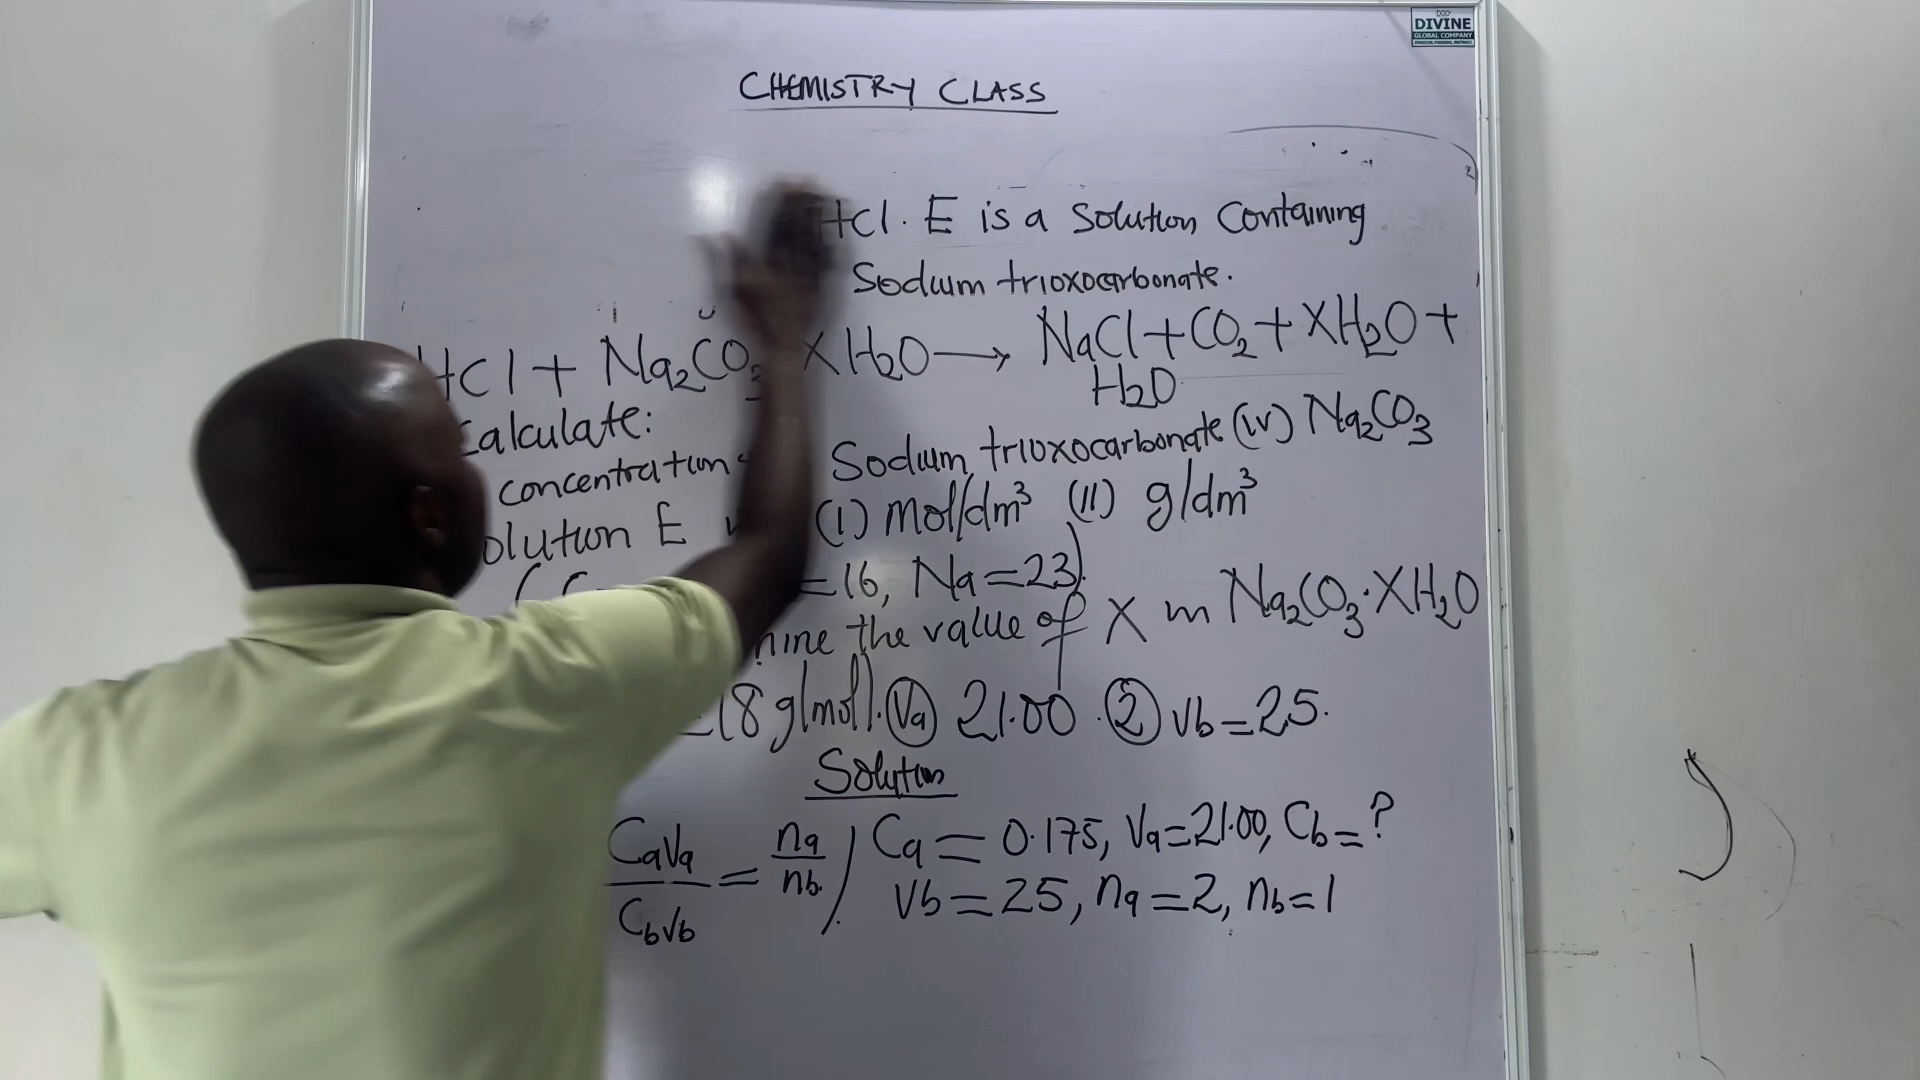 DGC
DIVINE
GLOBAL COMPANY
CHEMISTRY CLASS
HCl. E is a Solution Containing
Sodium trioxocarbonate.
HCl + Na₂CO₃ XH₂O → NaCl + CO₂ + XH₂O +
H₂O
Calculate:
concentration Sodium trioxocarbonate (iv) Na₂CO₃
olution E (i) mol/dm³ (ii) g/dm³
=16, Na=23).
mine the value of X in Na₂CO₃·XH₂O
=18 g/mol). Va 21.00 . 2 Vb=25.
Solution
CaVa/CbVb = na/nb. / Ca = 0.175, Va=21.00, Cb=?
Vb=25, na=2, nb=1